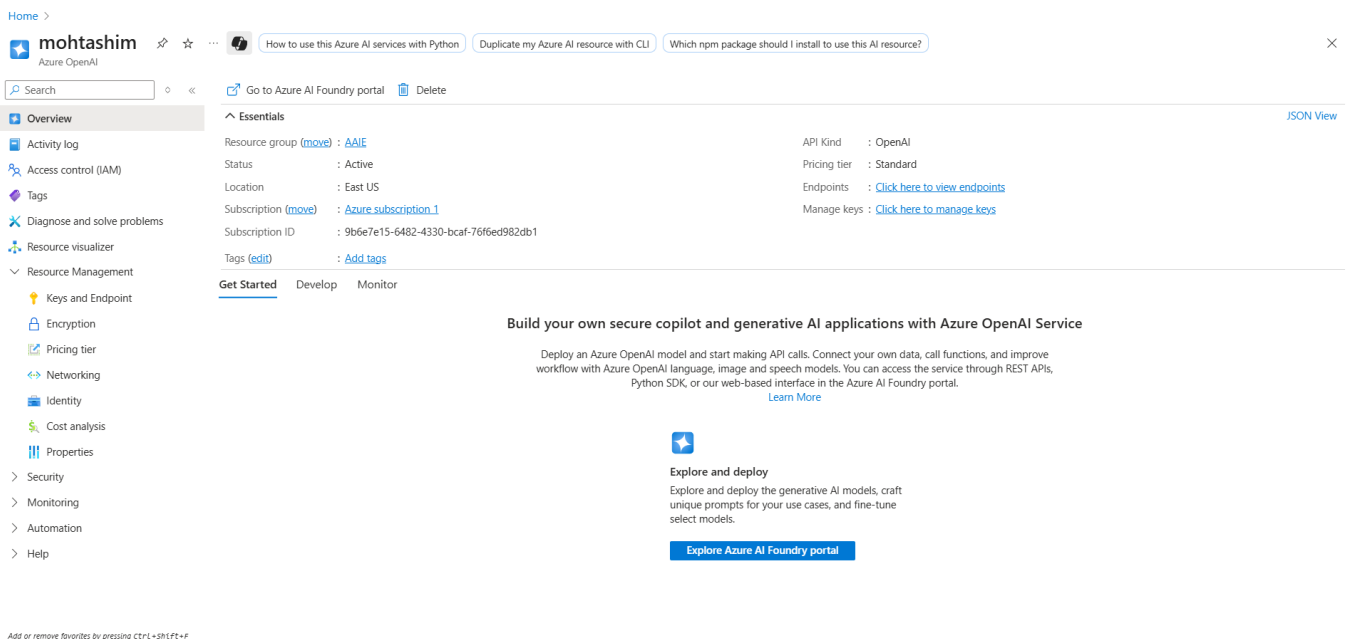 Home >
mohtashim
Azure OpenAI
How to use this Azure AI services with Python
Duplicate my Azure AI resource with CLI
Which npm package should I install to use this AI resource?
Search
Go to Azure AI Foundry portal
Delete
Overview
Activity log
Access control (IAM)
Tags
Diagnose and solve problems
Resource visualizer
Resource Management
Keys and Endpoint
Encryption
Pricing tier
Networking
Identity
Cost analysis
Properties
Security
Monitoring
Automation
Help
Add or remove favorites by pressing Ctrl+Shift+F
Essentials
JSON View
Resource group (move) : AAIE
Status : Active
Location : East US
Subscription (move) : Azure subscription 1
Subscription ID : 9b6e7e15-6482-4330-bcaf-76f6ed982db1
Tags (edit) : Add tags
API Kind : OpenAI
Pricing tier : Standard
Endpoints : Click here to view endpoints
Manage keys : Click here to manage keys
Get Started Develop Monitor
Build your own secure copilot and generative AI applications with Azure OpenAI Service
Deploy an Azure OpenAI model and start making API calls. Connect your own data, call functions, and improve
workflow with Azure OpenAI language, image and speech models. You can access the service through REST APIs,
Python SDK, or our web-based interface in the Azure AI Foundry portal.
Learn More
Explore and deploy
Explore and deploy the generative AI models, craft
unique prompts for your use cases, and fine-tune
select models.
Explore Azure AI Foundry portal